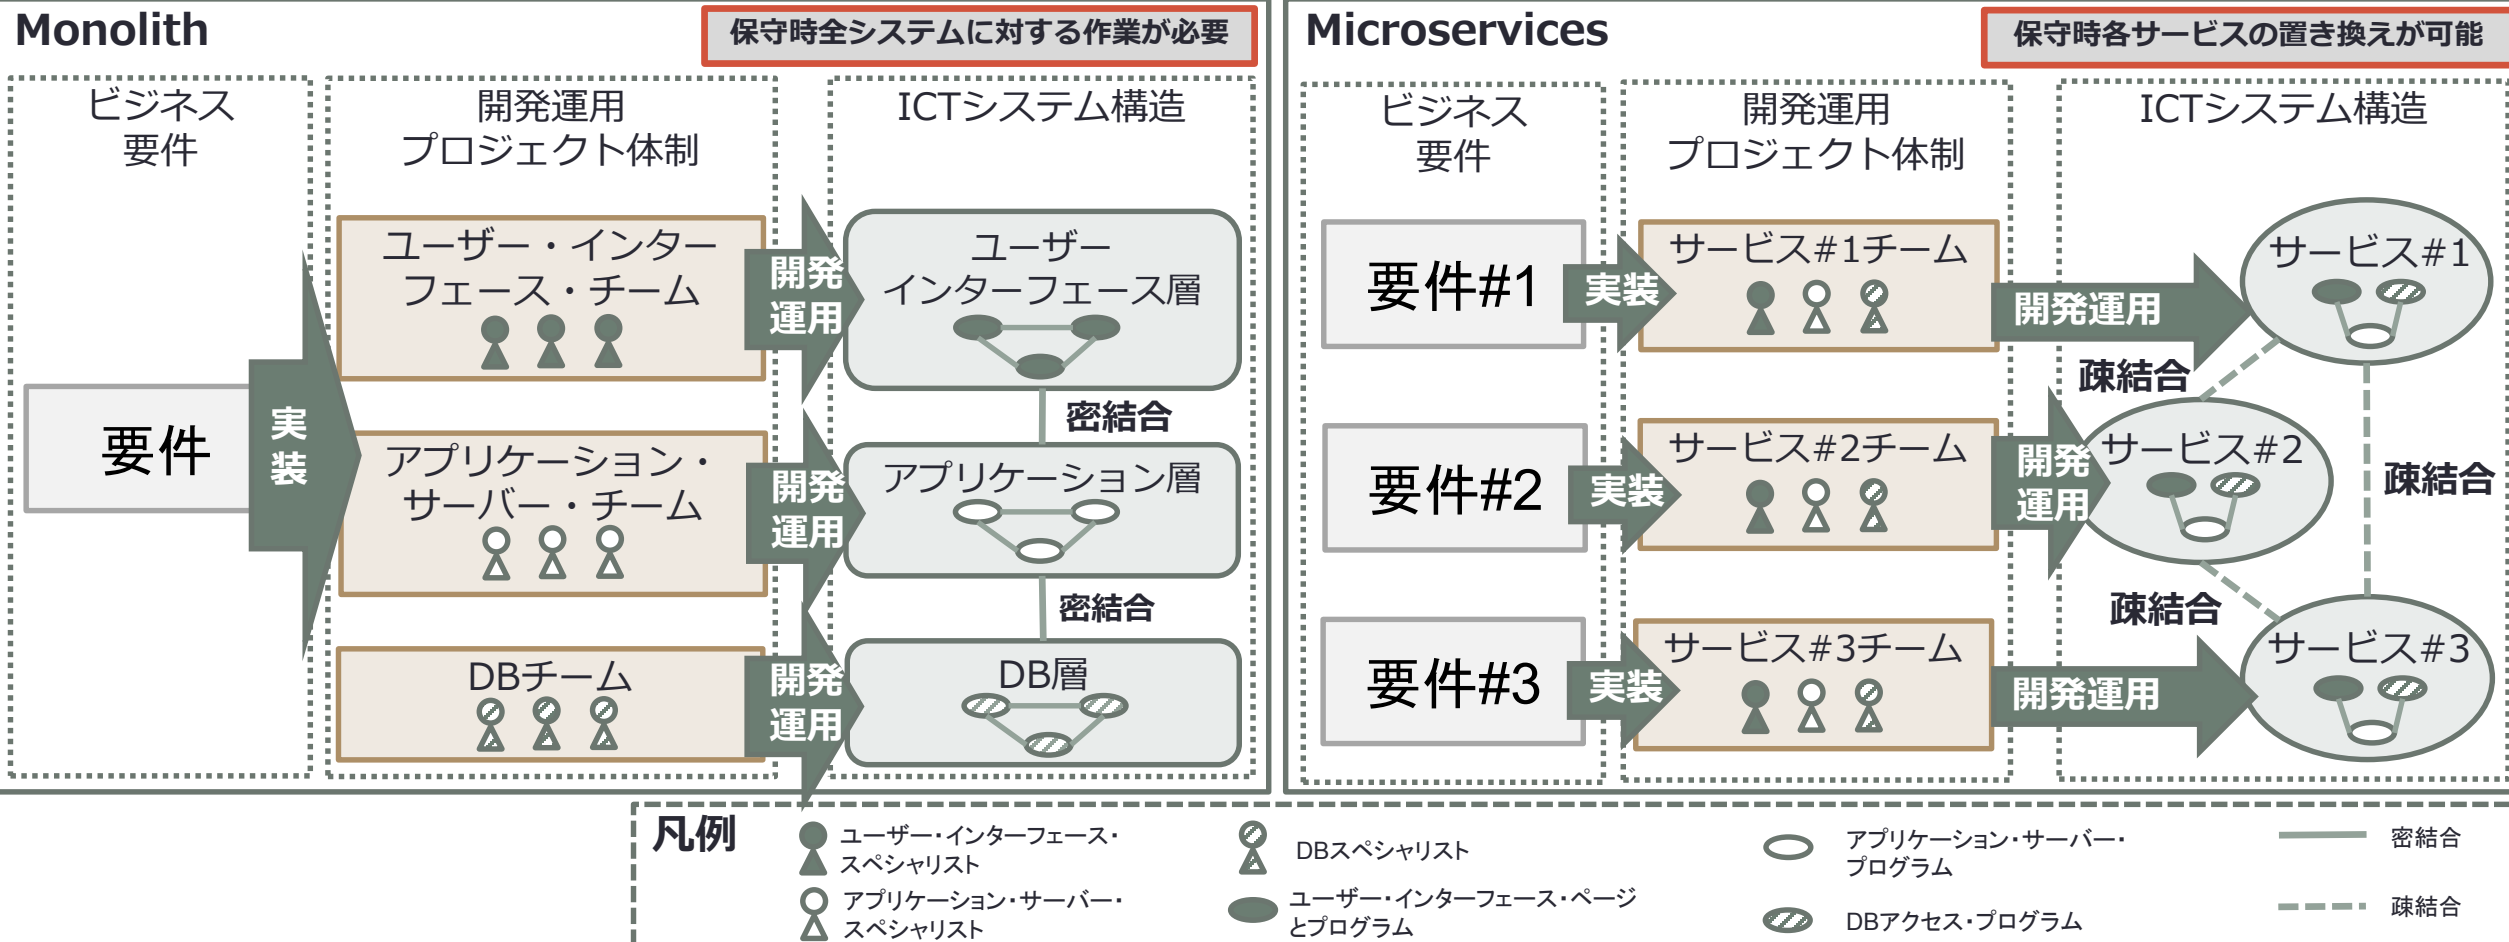 Monolith
保守時全システムに対する作業が必要
ビジネス
要件
開発運用
プロジェクト体制
ICTシステム構造
要件
実
装
ユーザー・インター
フェース・チーム
開発
運用
ユーザー
インターフェース層
密結合
アプリケーション・
サーバー・チーム
開発
運用
アプリケーション層
密結合
DBチーム
開発
運用
DB層
Microservices
保守時各サービスの置き換えが可能
ビジネス
要件
開発運用
プロジェクト体制
ICTシステム構造
要件#1
実装
サービス#1チーム
開発運用
サービス#1
疎結合
要件#2
実装
サービス#2チーム
開発
運用
サービス#2
疎結合
疎結合
要件#3
実装
サービス#3チーム
開発運用
サービス#3
凡例
ユーザー・インターフェース・
スペシャリスト
アプリケーション・サーバー・
スペシャリスト
DBスペシャリスト
ユーザー・インターフェース・ページ
とプログラム
アプリケーション・サーバー・
プログラム
DBアクセス・プログラム
密結合
疎結合